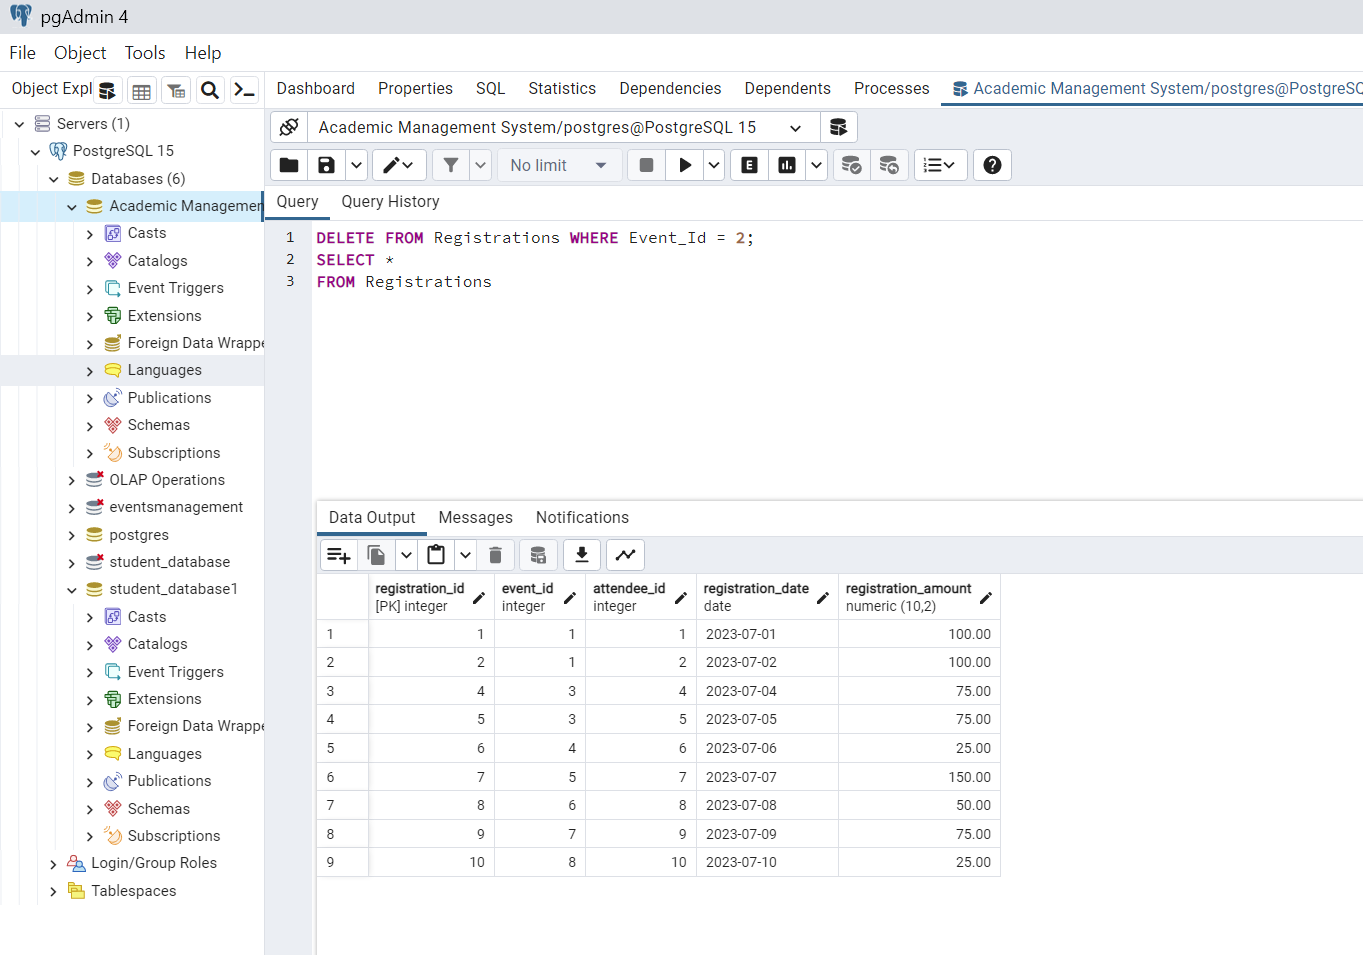 pgAdmin 4
File Object Tools Help
Object Expl
Dashboard Properties SQL Statistics Dependencies Dependents Processes Academic Management System/postgres@PostgreSQ
Servers (1)
PostgreSQL 15
Databases (6)
Academic Managemen
Casts
Catalogs
Event Triggers
Extensions
Foreign Data Wrappe
Languages
Publications
Schemas
Subscriptions
OLAP Operations
eventsmanagement
postgres
student_database
student_database1
Casts
Catalogs
Event Triggers
Extensions
Foreign Data Wrappe
Languages
Publications
Schemas
Subscriptions
Login/Group Roles
Tablespaces
Academic Management System/postgres@PostgreSQL 15
No limit E
Query Query History
1 DELETE FROM Registrations WHERE Event_Id = 2;
2 SELECT *
3 FROM Registrations
Data Output Messages Notifications
registration_id event_id attendee_id registration_date registration_amount
[PK] integer integer integer date numeric (10,2)
1 1 1 1 2023-07-01 100.00
2 2 1 2 2023-07-02 100.00
3 4 3 4 2023-07-04 75.00
4 5 3 5 2023-07-05 75.00
5 6 4 6 2023-07-06 25.00
6 7 5 7 2023-07-07 150.00
7 8 6 8 2023-07-08 50.00
8 9 7 9 2023-07-09 75.00
9 10 8 10 2023-07-10 25.00